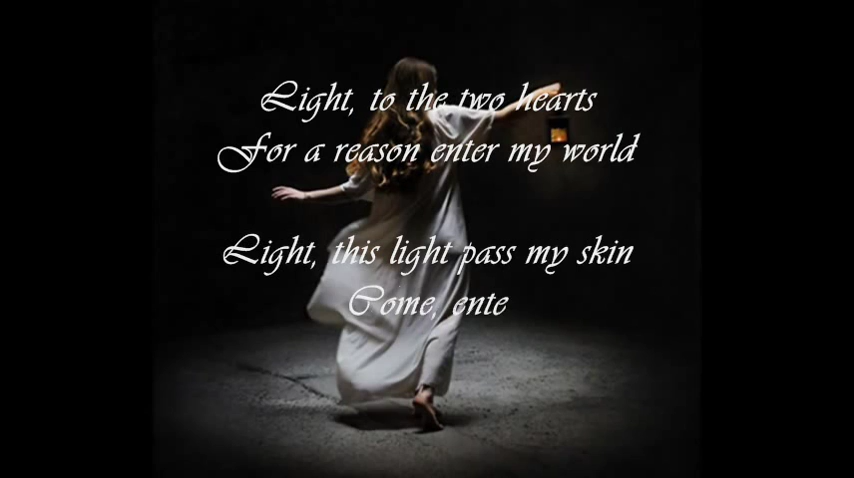 Light, to the two hearts
For a reason enter my world
Light, this light pass my skin
Come, ente